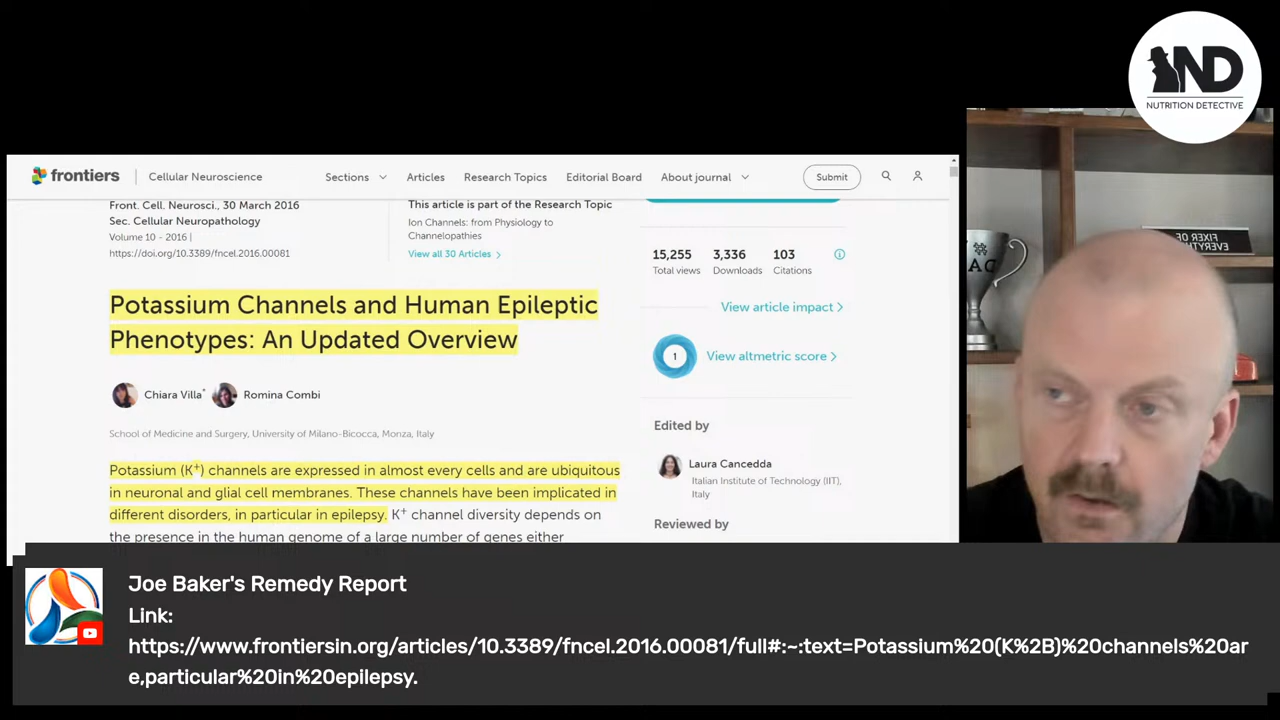 ND
NUTRITION DETECTIVE
frontiers
Cellular Neuroscience
Sections
Articles
Research Topics
Editorial Board
About journal
Submit
Front. Cell. Neurosci., 30 March 2016
Sec. Cellular Neuropathology
Volume 10 - 2016 |
https://doi.org/10.3389/fncel.2016.00081
This article is part of the Research Topic
Ion Channels: from Physiology to
Channelopathies
View all 30 Articles
15,255
Total views
3,336
Downloads
103
Citations
View article impact
1
View altmetric score
Potassium Channels and Human Epileptic
Phenotypes: An Updated Overview
Chiara Villa*
Romina Combi
School of Medicine and Surgery, University of Milano-Bicocca, Monza, Italy
Potassium (K⁺) channels are expressed in almost every cells and are ubiquitous
in neuronal and glial cell membranes. These channels have been implicated in
different disorders, in particular in epilepsy. K⁺ channel diversity depends on
the presence in the human genome of a large number of genes either
Edited by
Laura Cancedda
Italian Institute of Technology (IIT),
Italy
Reviewed by
FIXER OF
EVERYTHING
Joe Baker's Remedy Report
Link:
https://www.frontiersin.org/articles/10.3389/fncel.2016.00081/full#:~:text=Potassium%20(K%2B)%20channels%20ar
e,particular%20in%20epilepsy.